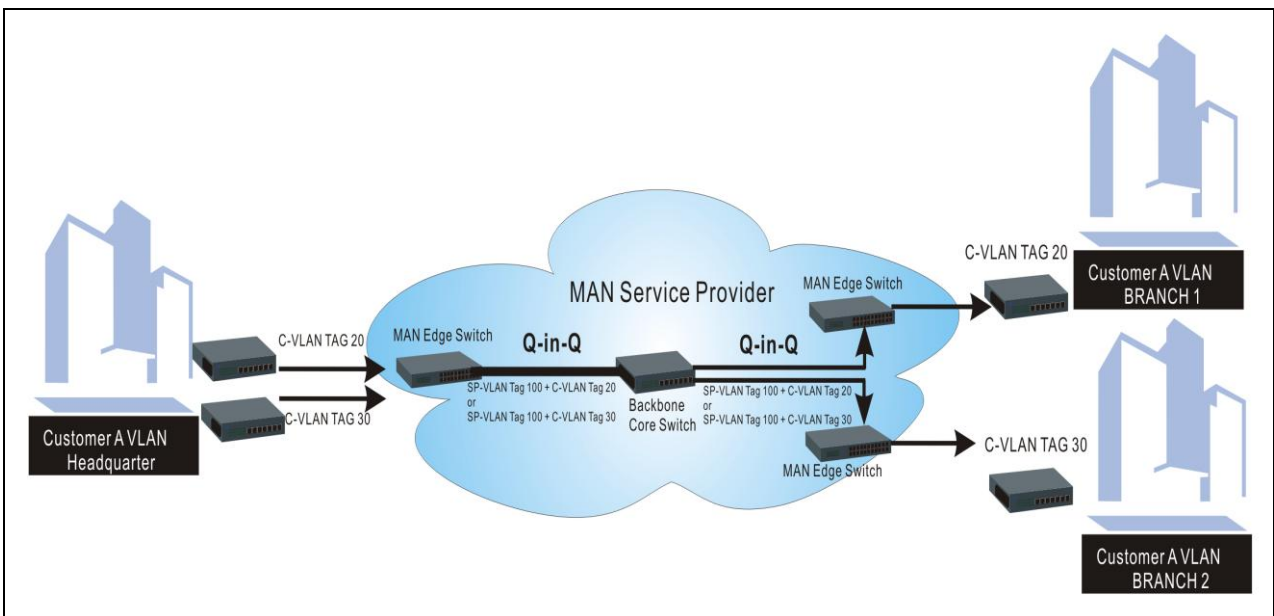 C-VLAN TAG 20
C-VLAN TAG 30
Customer A VLAN
Headquarter
MAN Service Provider
MAN Edge Switch
Q-in-Q
SP-VLAN Tag 100 + C-VLAN Tag 20
or
SP-VLAN Tag 100 + C-VLAN Tag 30
Backbone
Core Switch
Q-in-Q
SP-VLAN Tag 100 + C-VLAN Tag 20
or
SP-VLAN Tag 100 + C-VLAN Tag 30
MAN Edge Switch
MAN Edge Switch
C-VLAN TAG 20
Customer A VLAN
BRANCH 1
C-VLAN TAG 30
Customer A VLAN
BRANCH 2